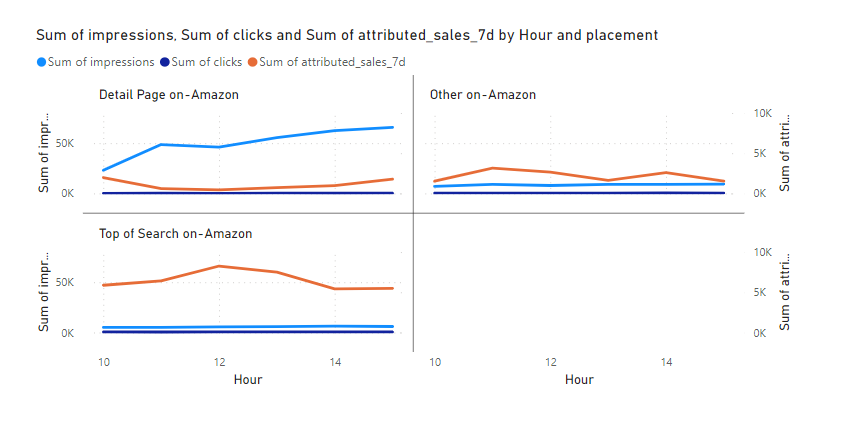 Sum of impressions, Sum of clicks and Sum of attributed_sales_7d by Hour and placement
Sum of impressions Sum of clicks Sum of attributed_sales_7d
Detail Page on-Amazon
Other on-Amazon
Sum of impr...
50K
0K
10K
5K
0K
Sum of attri...
Top of Search on-Amazon
Sum of impr...
50K
0K
10K
5K
0K
Sum of attri...
10 12 14
10 12 14
Hour
Hour